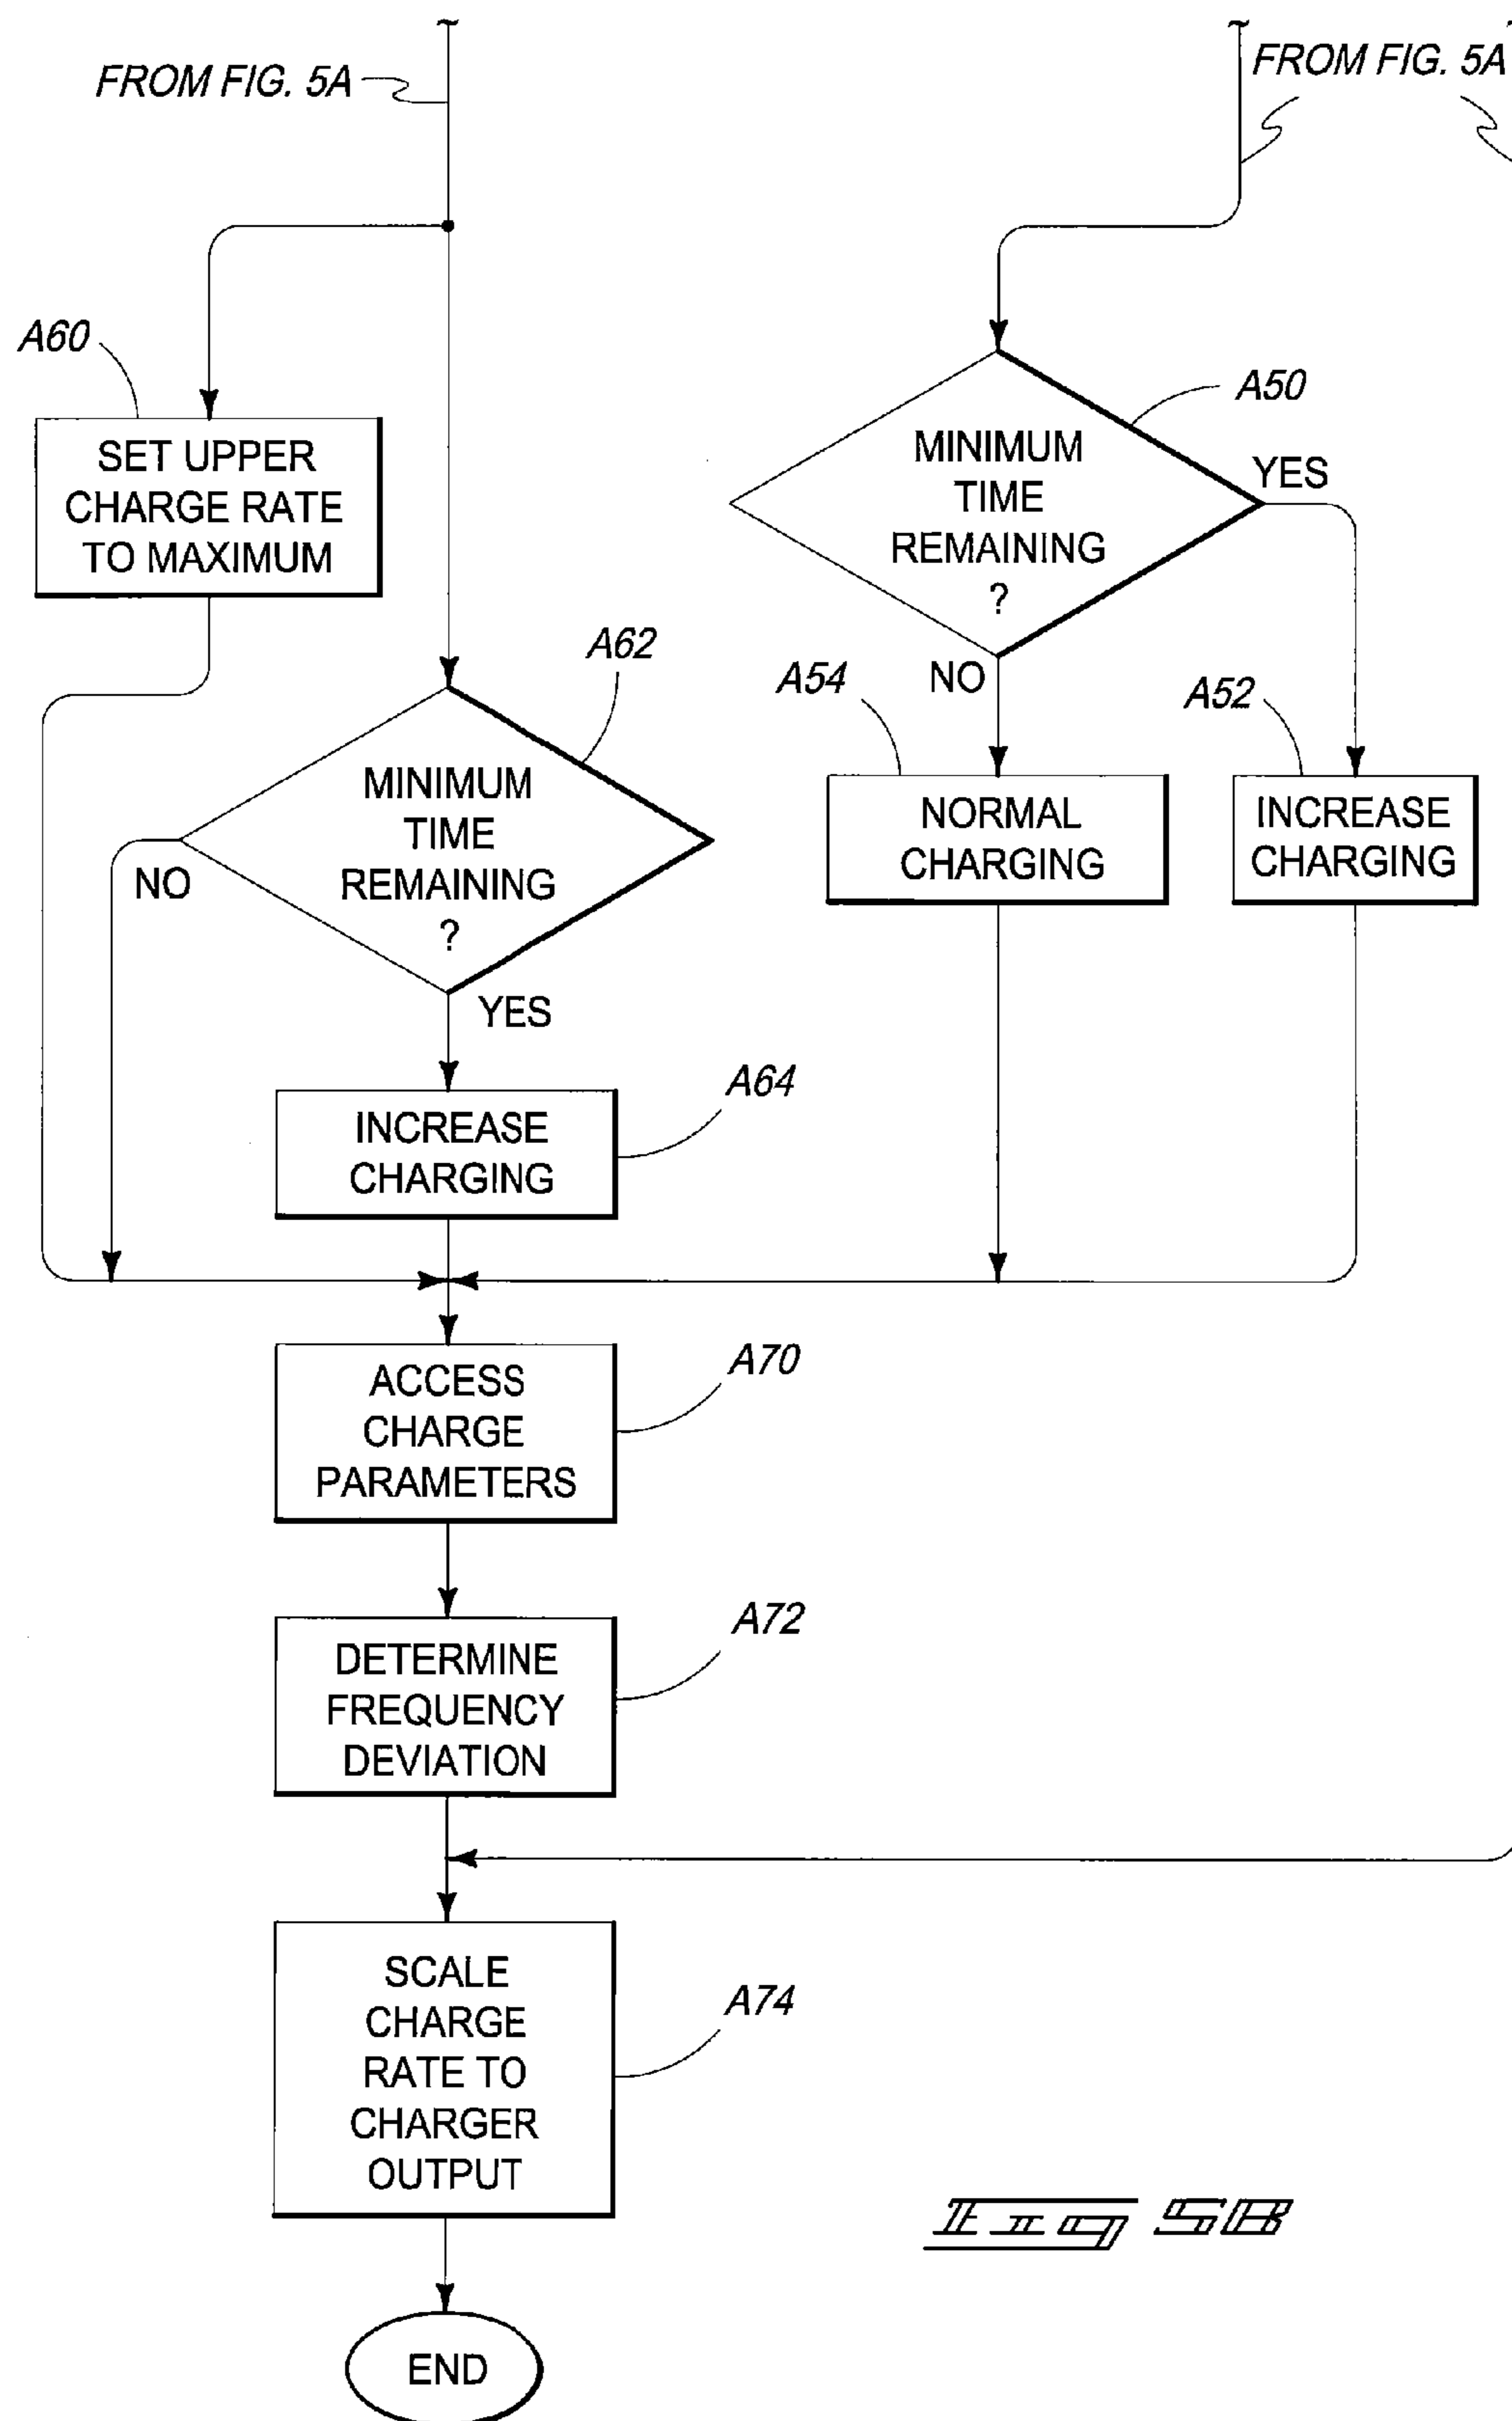 FROM FIG. 5A
FROM FIG. 5A
A60
SET UPPER
CHARGE RATE
TO MAXIMUM
A50
MINIMUM
TIME
REMAINING
?
YES
NO
A62
MINIMUM
TIME
REMAINING
?
NO
YES
A54
NORMAL
CHARGING
A52
INCREASE
CHARGING
A64
INCREASE
CHARGING
A70
ACCESS
CHARGE
PARAMETERS
A72
DETERMINE
FREQUENCY
DEVIATION
A74
SCALE
CHARGE
RATE TO
CHARGER
OUTPUT
END
Fig 5B